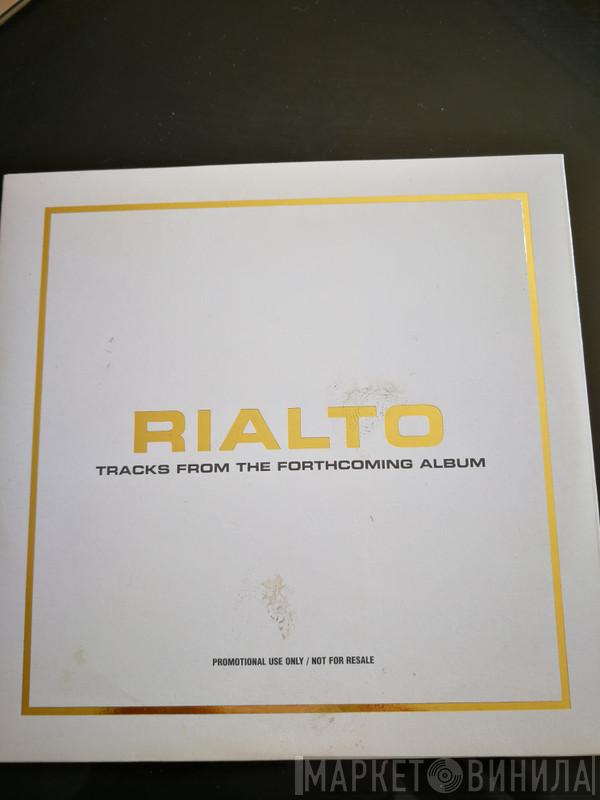 RIALTO
TRACKS FROM THE FORTHCOMING ALBUM
PROMOTIONAL USE ONLY / NOT FOR RESALE
МАРКЕТ ВИНИЛА